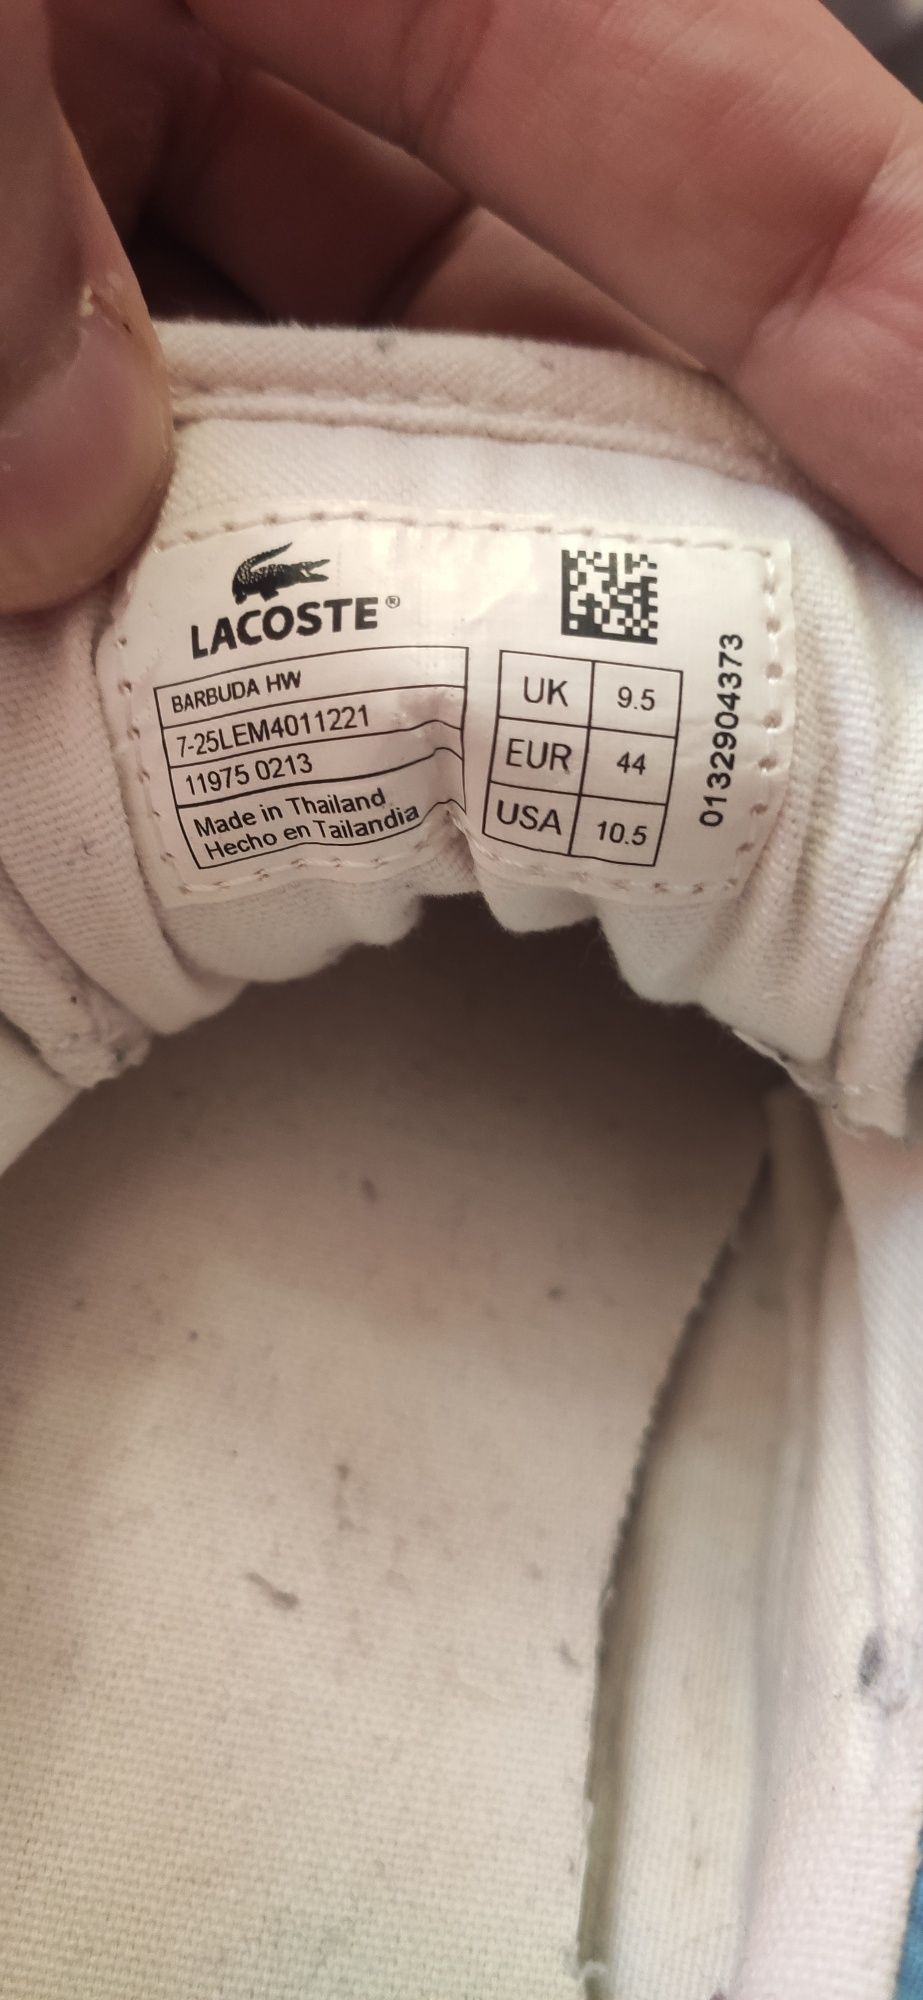 LACOSTE®
BARBUDA HW
7-25LEM4011221
11975 0213
Made in Thailand
Hecho en Tailandia
UK 9.5
EUR 44
USA 10.5
0132904373